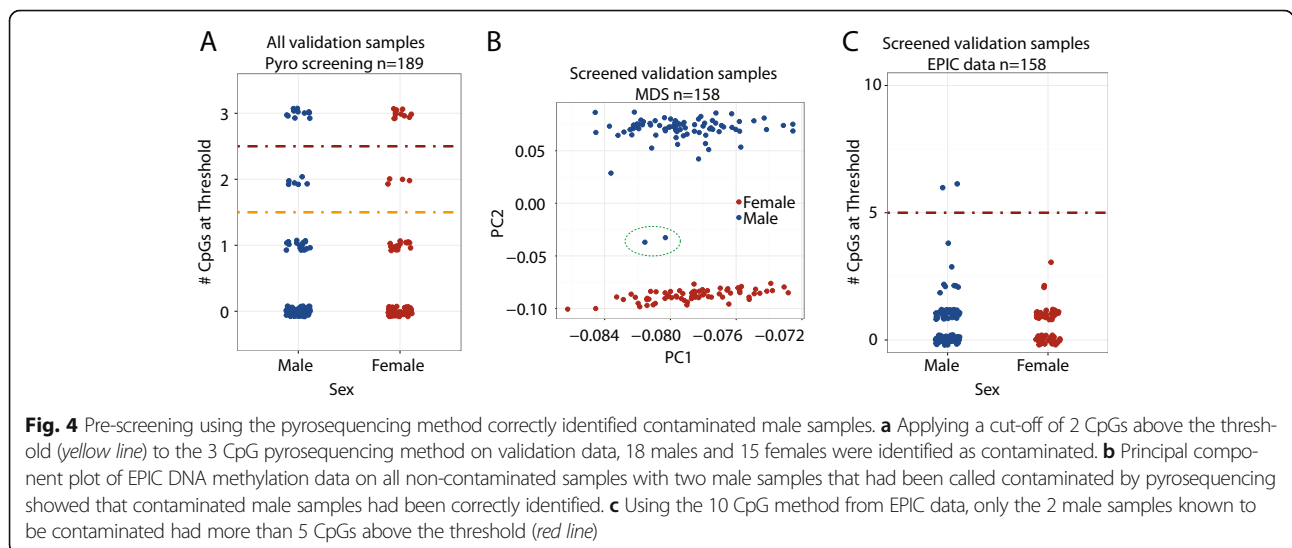 A
All validation samples
Pyro screening n=189
# CpGs at Threshold
3
2
1
0
Male
Female
Sex
B
Screened validation samples
MDS n=158
PC2
0.05
0.00
−0.05
−0.10
Female
Male
−0.084
−0.080
−0.076
−0.072
PC1
C
Screened validation samples
EPIC data n=158
# CpGs at Threshold
10
5
0
Male
Female
Sex
Fig. 4 Pre-screening using the pyrosequencing method correctly identified contaminated male samples. a Applying a cut-off of 2 CpGs above the thresh-
old (yellow line) to the 3 CpG pyrosequencing method on validation data, 18 males and 15 females were identified as contaminated. b Principal compo-
nent plot of EPIC DNA methylation data on all non-contaminated samples with two male samples that had been called contaminated by pyrosequencing
showed that contaminated male samples had been correctly identified. c Using the 10 CpG method from EPIC data, only the 2 male samples known to
be contaminated had more than 5 CpGs above the threshold (red line)